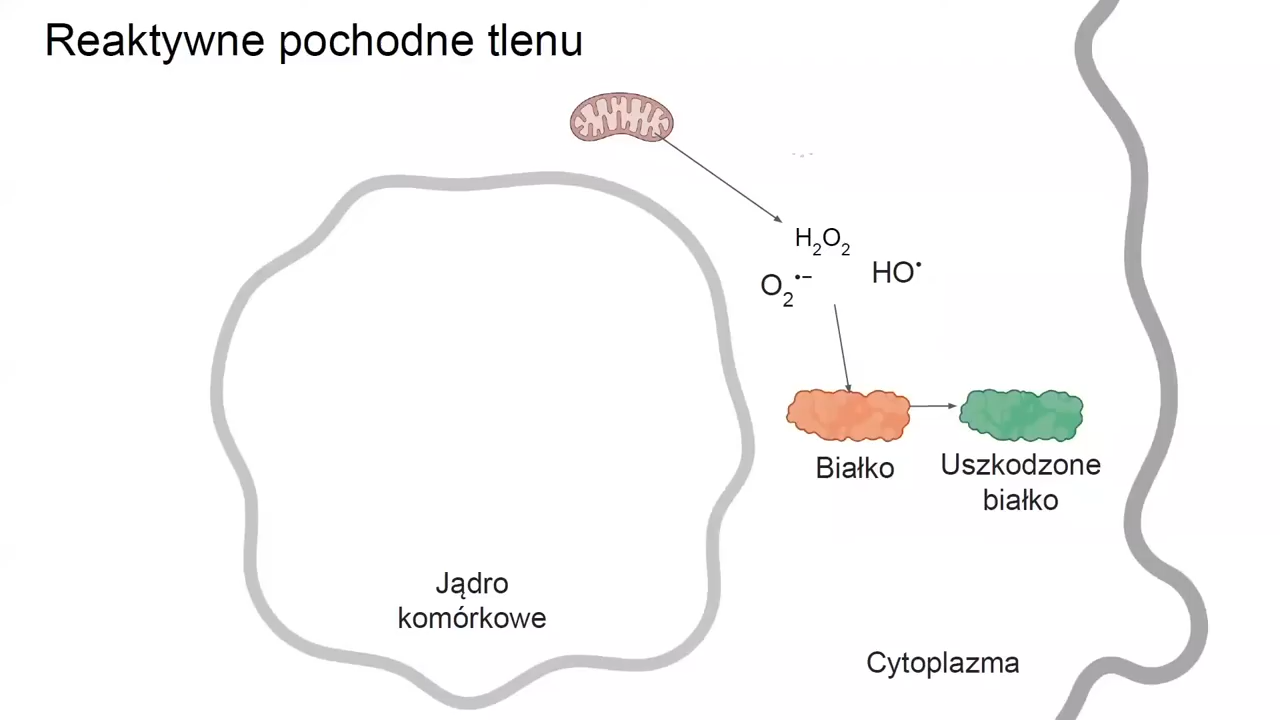 Reaktywne pochodne tlenu
H₂O₂
O₂•−
HO•
Białko
Uszkodzone
białko
Jądro
komórkowe
Cytoplazma